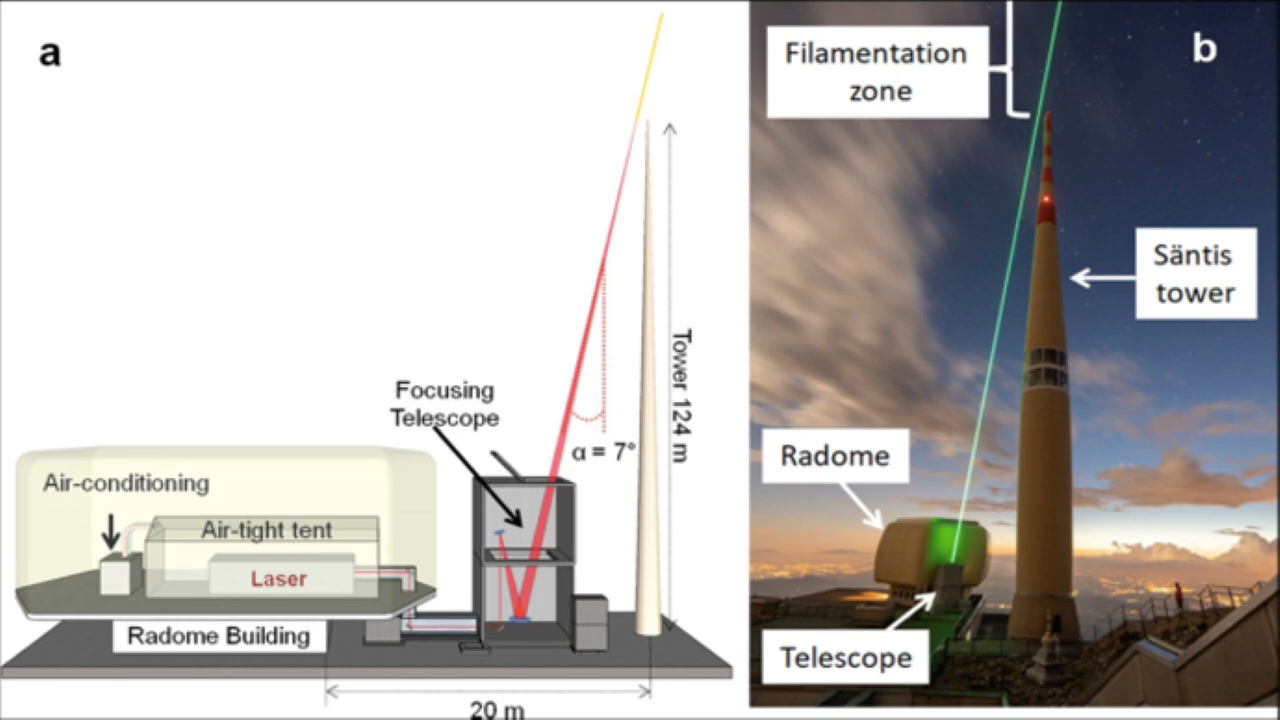 a
Focusing
Telescope
α = 7°
Tower 124 m
Air-conditioning
Air-tight tent
Laser
Radome Building
20 m
b
Filamentation
zone
Säntis
tower
Radome
Telescope